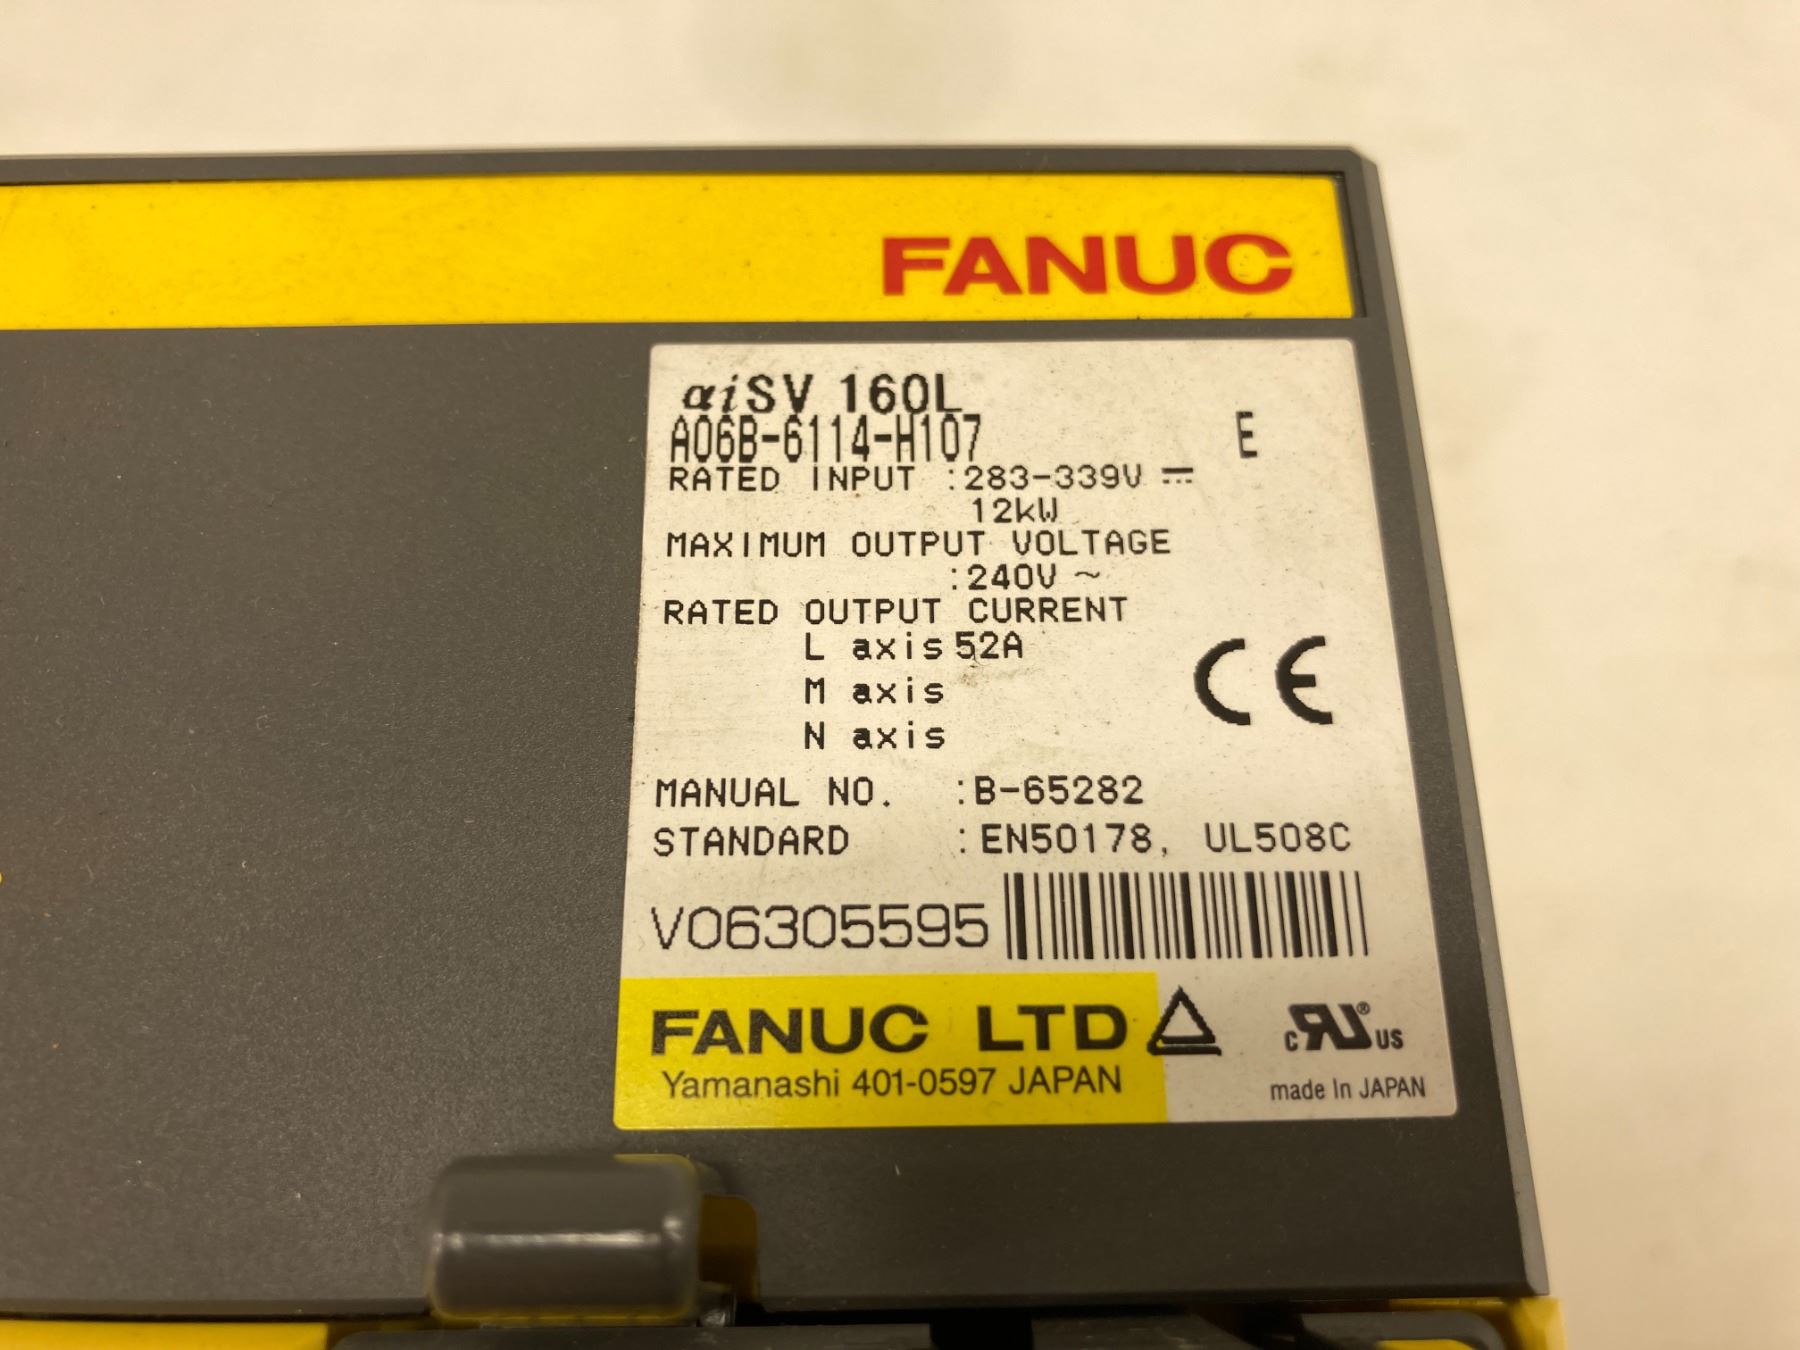 FANUC
αiSV 160L
A06B-6114-H107 E
RATED INPUT :283-339V ⎓
12kW
MAXIMUM OUTPUT VOLTAGE
:240V ~
RATED OUTPUT CURRENT
L axis 52A
M axis
N axis
CE
MANUAL NO. :B-65282
STANDARD :EN50178, UL508C
V06305595
FANUC LTD
Yamanashi 401-0597 JAPAN
c RU ® US
made In JAPAN